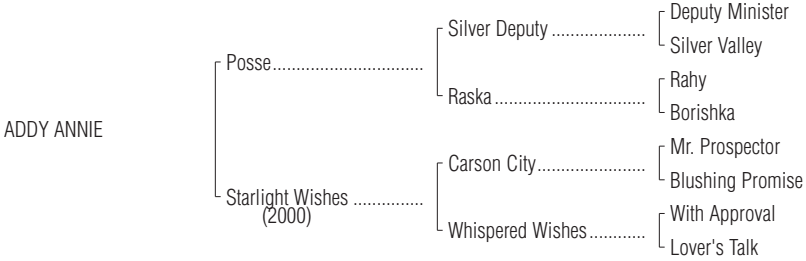 Deputy Minister
Silver Deputy ....................
Silver Valley
Posse................................
Rahy
Raska ................................
Borishka
ADDY ANNIE
Mr. Prospector
Carson City.......................
Blushing Promise
Starlight Wishes ...............
(2000)
With Approval
Whispered Wishes............
Lover's Talk